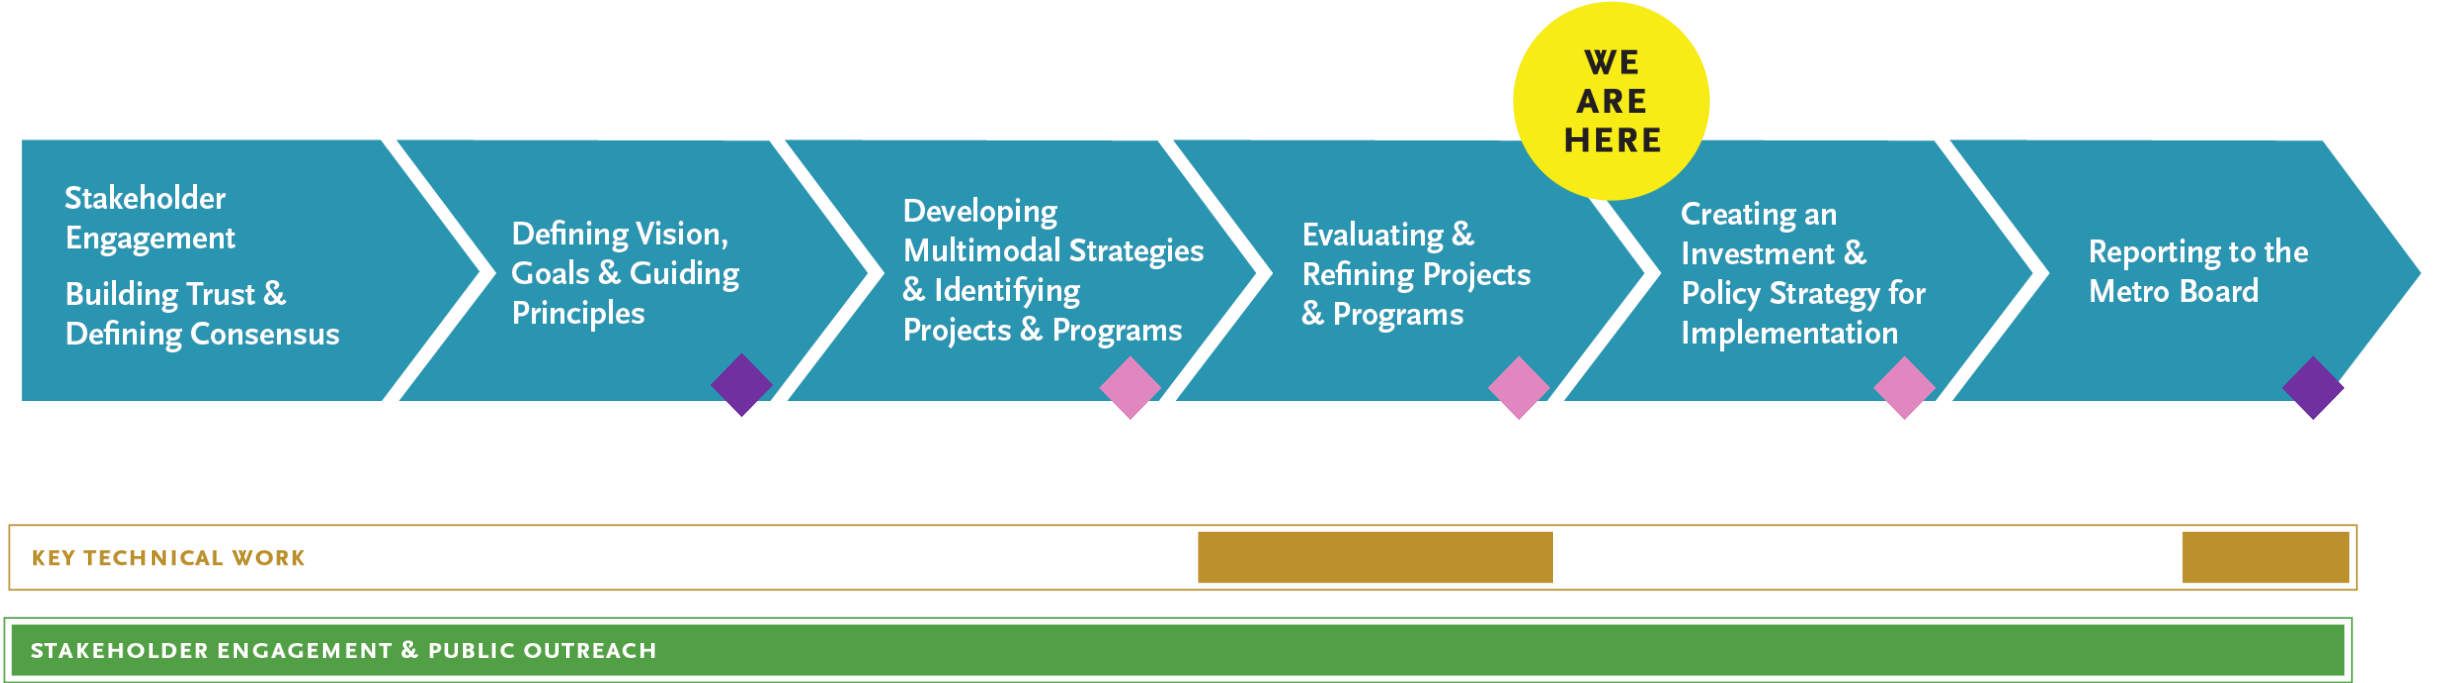 WE
ARE
HERE
Stakeholder
Engagement
Building Trust &
Defining Consensus
Defining Vision,
Goals & Guiding
Principles
Developing
Multimodal Strategies
& Identifying
Projects & Programs
Evaluating &
Refining Projects
& Programs
Creating an
Investment &
Policy Strategy for
Implementation
Reporting to the
Metro Board
KEY TECHNICAL WORK
STAKEHOLDER ENGAGEMENT & PUBLIC OUTREACH